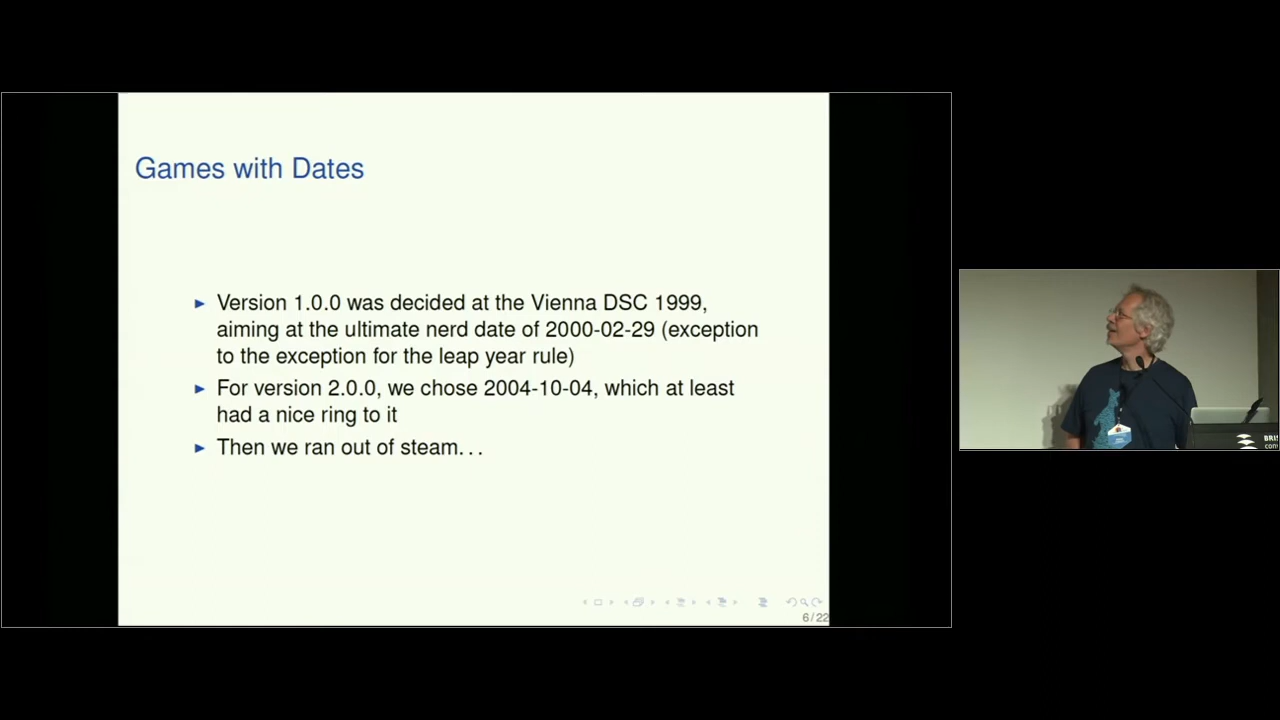 Games with Dates
Version 1.0.0 was decided at the Vienna DSC 1999,
aiming at the ultimate nerd date of 2000-02-29 (exception
to the exception for the leap year rule)
For version 2.0.0, we chose 2004-10-04, which at least
had a nice ring to it
Then we ran out of steam...
6/22